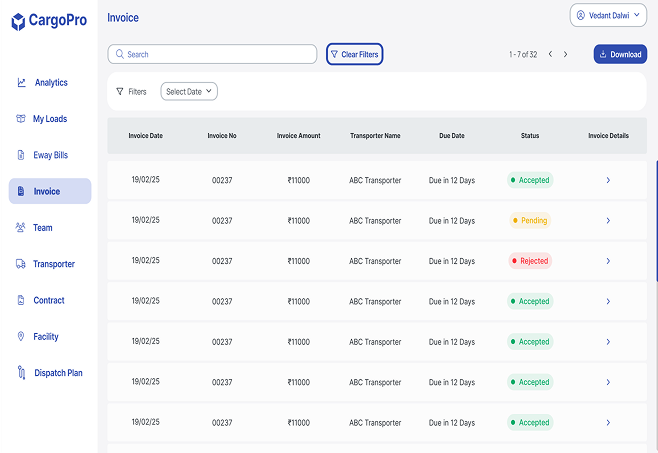 CargoPro
Invoice
Vedant Dalwi
Search
Clear Filters
1 - 7 of 32
Download
Filters
Select Date
Analytics
My Loads
Eway Bills
Invoice
Team
Transporter
Contract
Facility
Dispatch Plan
Invoice Date Invoice No Invoice Amount Transporter Name Due Date Status Invoice Details
19/02/25 00237 ₹11000 ABC Transporter Due in 12 Days Accepted
19/02/25 00237 ₹11000 ABC Transporter Due in 12 Days Pending
19/02/25 00237 ₹11000 ABC Transporter Due in 12 Days Rejected
19/02/25 00237 ₹11000 ABC Transporter Due in 12 Days Accepted
19/02/25 00237 ₹11000 ABC Transporter Due in 12 Days Accepted
19/02/25 00237 ₹11000 ABC Transporter Due in 12 Days Accepted
19/02/25 00237 ₹11000 ABC Transporter Due in 12 Days Accepted